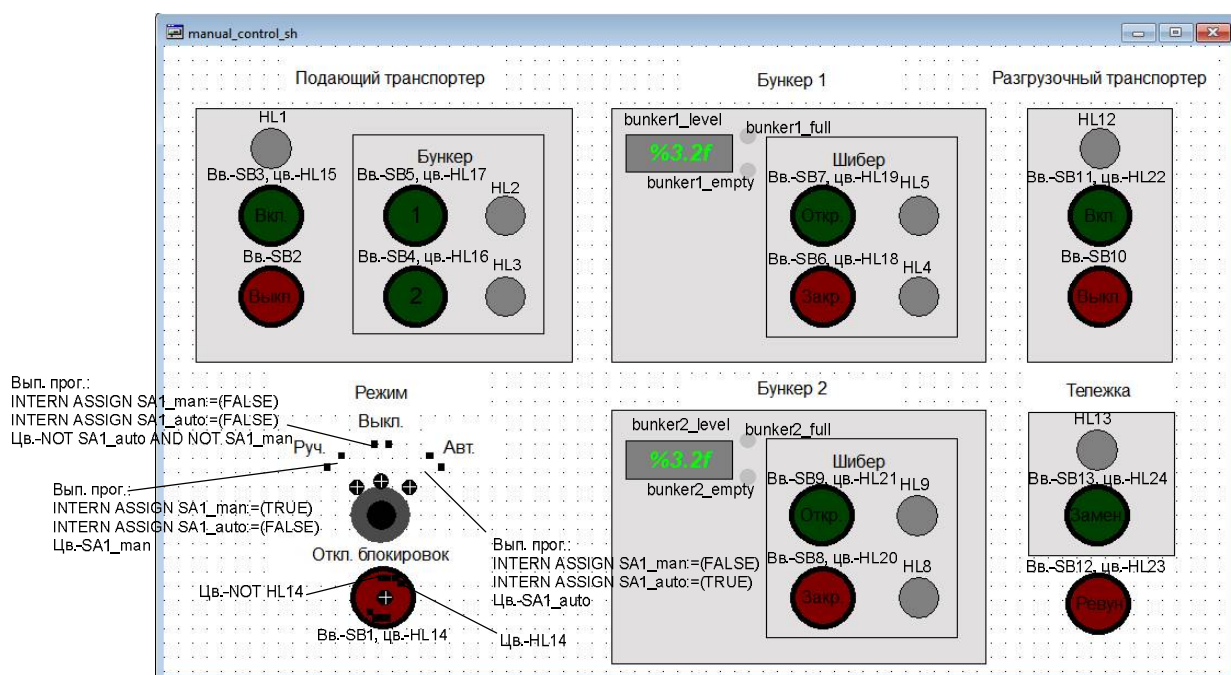 manual_control_sh
Подающий транспортер
Бункер 1
Разгрузочный транспортер
HL1
Вв.-SB3, цв.-HL15
Вкл.
Вв.-SB2
Выкл
Бункер
Вв.-SB5, цв.-HL17
1
HL2
Вв.-SB4, цв.-HL16
2
HL3
bunker1_level
bunker1_full
%3.2f
bunker1_empty
Шибер
Вв.-SB7, цв.-HL19
Откр.
HL5
Вв.-SB6, цв.-HL18
Закр.
HL4
HL12
Вв.-SB11, цв.-HL22
Вкл.
Вв.-SB10
Выкл
Вып. прог.:
INTERN ASSIGN SA1_man:=(FALSE)
INTERN ASSIGN SA1_auto:=(FALSE)
Цв.-NOT SA1_auto AND NOT SA1_man
Режим
Выкл.
Руч.
Авт.
Вып. прог.:
INTERN ASSIGN SA1_man:=(TRUE)
INTERN ASSIGN SA1_auto:=(FALSE)
Цв.-SA1_man
Вып. прог.:
INTERN ASSIGN SA1_man:=(FALSE)
INTERN ASSIGN SA1_auto:=(TRUE)
Цв.-SA1_auto
Откл. блокировок
Цв.-NOT HL14
Вв.-SB1, цв.-HL14
Цв.-HL14
Бункер 2
bunker2_level
bunker2_full
%3.2f
bunker2_empty
Шибер
Вв.-SB9, цв.-HL21
Откр.
HL9
Вв.-SB8, цв.-HL20
Закр.
HL8
Тележка
HL13
Вв.-SB13, цв.-HL24
Замен.
Вв.-SB12, цв.-HL23
Ревун